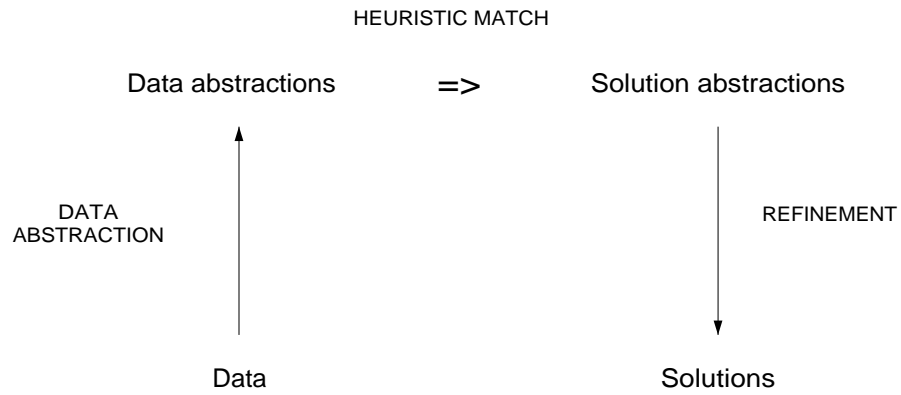 HEURISTIC MATCH
Data abstractions => Solution abstractions
DATA
ABSTRACTION
REFINEMENT
Data
Solutions